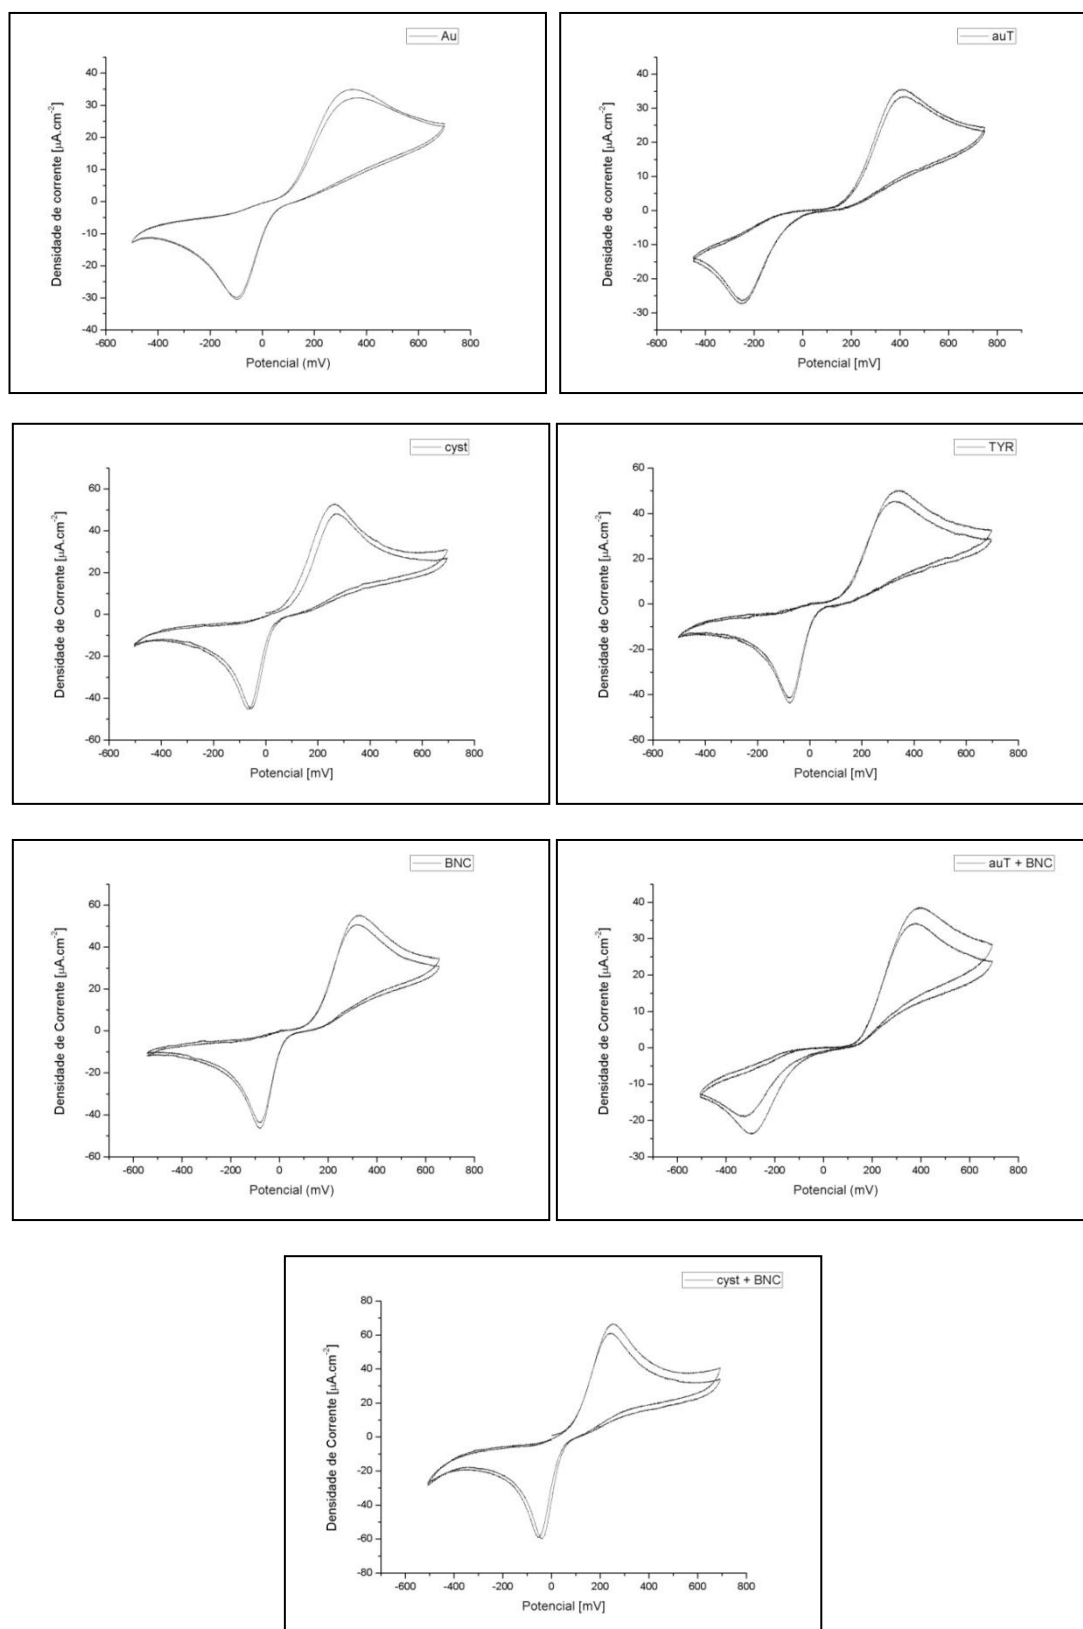 Au
Densidade de corrente [µA.cm⁻²]
40
30
20
10
0
-10
-20
-30
-40
-600 -400 -200 0 200 400 600 800
Potencial (mV)
auT
Densidade de corrente [µA.cm⁻²]
40
30
20
10
0
-10
-20
-30
-600 -400 -200 0 200 400 600 800
Potencial [mV]
cyst
Densidade de Corrente [µA.cm⁻²]
60
40
20
0
-20
-40
-60
-600 -400 -200 0 200 400 600 800
Potencial [mV]
TYR
Densidade de Corrente [µA.cm⁻²]
60
40
20
0
-20
-40
-60
-600 -400 -200 0 200 400 600 800
Potencial [mV]
BNC
Densidade de Corrente [µA.cm⁻²]
60
40
20
0
-20
-40
-60
-600 -400 -200 0 200 400 600 800
Potencial (mV)
auT + BNC
Densidade de Corrente [µA.cm⁻²]
40
30
20
10
0
-10
-20
-30
-600 -400 -200 0 200 400 600 800
Potencial (mV)
cyst + BNC
Densidade de Corrente [µA.cm⁻²]
80
60
40
20
0
-20
-40
-60
-80
-600 -400 -200 0 200 400 600 800
Potencial [mV]